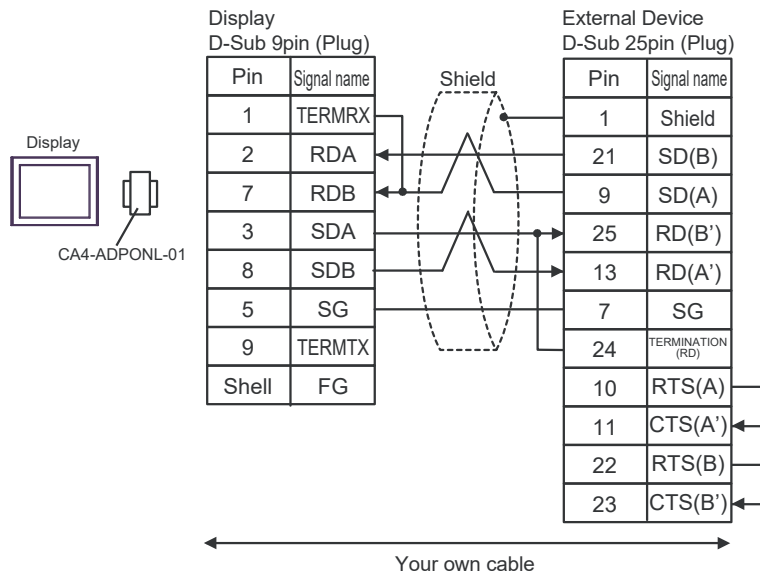 Display
D-Sub 9pin (Plug)
External Device
D-Sub 25pin (Plug)
Display
CA4-ADPONL-01
Shield
Pin Signal name
1 TERMRX
2 RDA
7 RDB
3 SDA
8 SDB
5 SG
9 TERMTX
Shell FG
Pin Signal name
1 Shield
21 SD(B)
9 SD(A)
25 RD(B')
13 RD(A')
7 SG
24 TERMINATION
(RD)
10 RTS(A)
11 CTS(A')
22 RTS(B)
23 CTS(B')
Your own cable